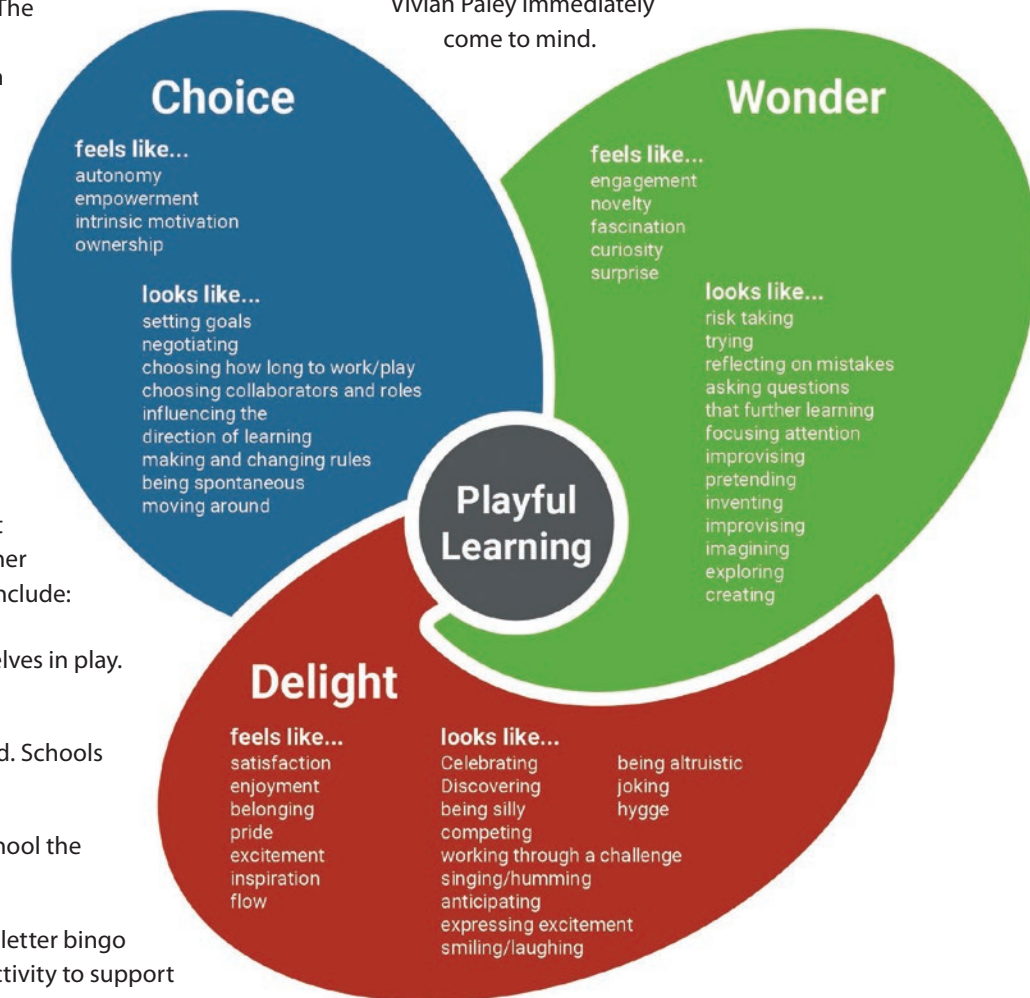 The
Vivian Paley immediately
come to mind.
Choice
feels like...
autonomy
empowerment
intrinsic motivation
ownership
looks like...
setting goals
negotiating
choosing how long to work/play
choosing collaborators and roles
influencing the
direction of learning
making and changing rules
being spontaneous
moving around
Wonder
feels like...
engagement
novelty
fascination
curiosity
surprise
looks like...
risk taking
trying
reflecting on mistakes
asking questions
that further learning
focusing attention
improvising
pretending
inventing
improvising
imagining
exploring
creating
Playful
Learning
Delight
feels like...
satisfaction
enjoyment
belonging
pride
excitement
inspiration
flow
looks like...
Celebrating
Discovering
being silly
competing
working through a challenge
singing/humming
anticipating
expressing excitement
smiling/laughing
being altruistic
joking
hygge
nclude:
elves in play.
d. Schools
hool the
letter bingo
ctivity to support